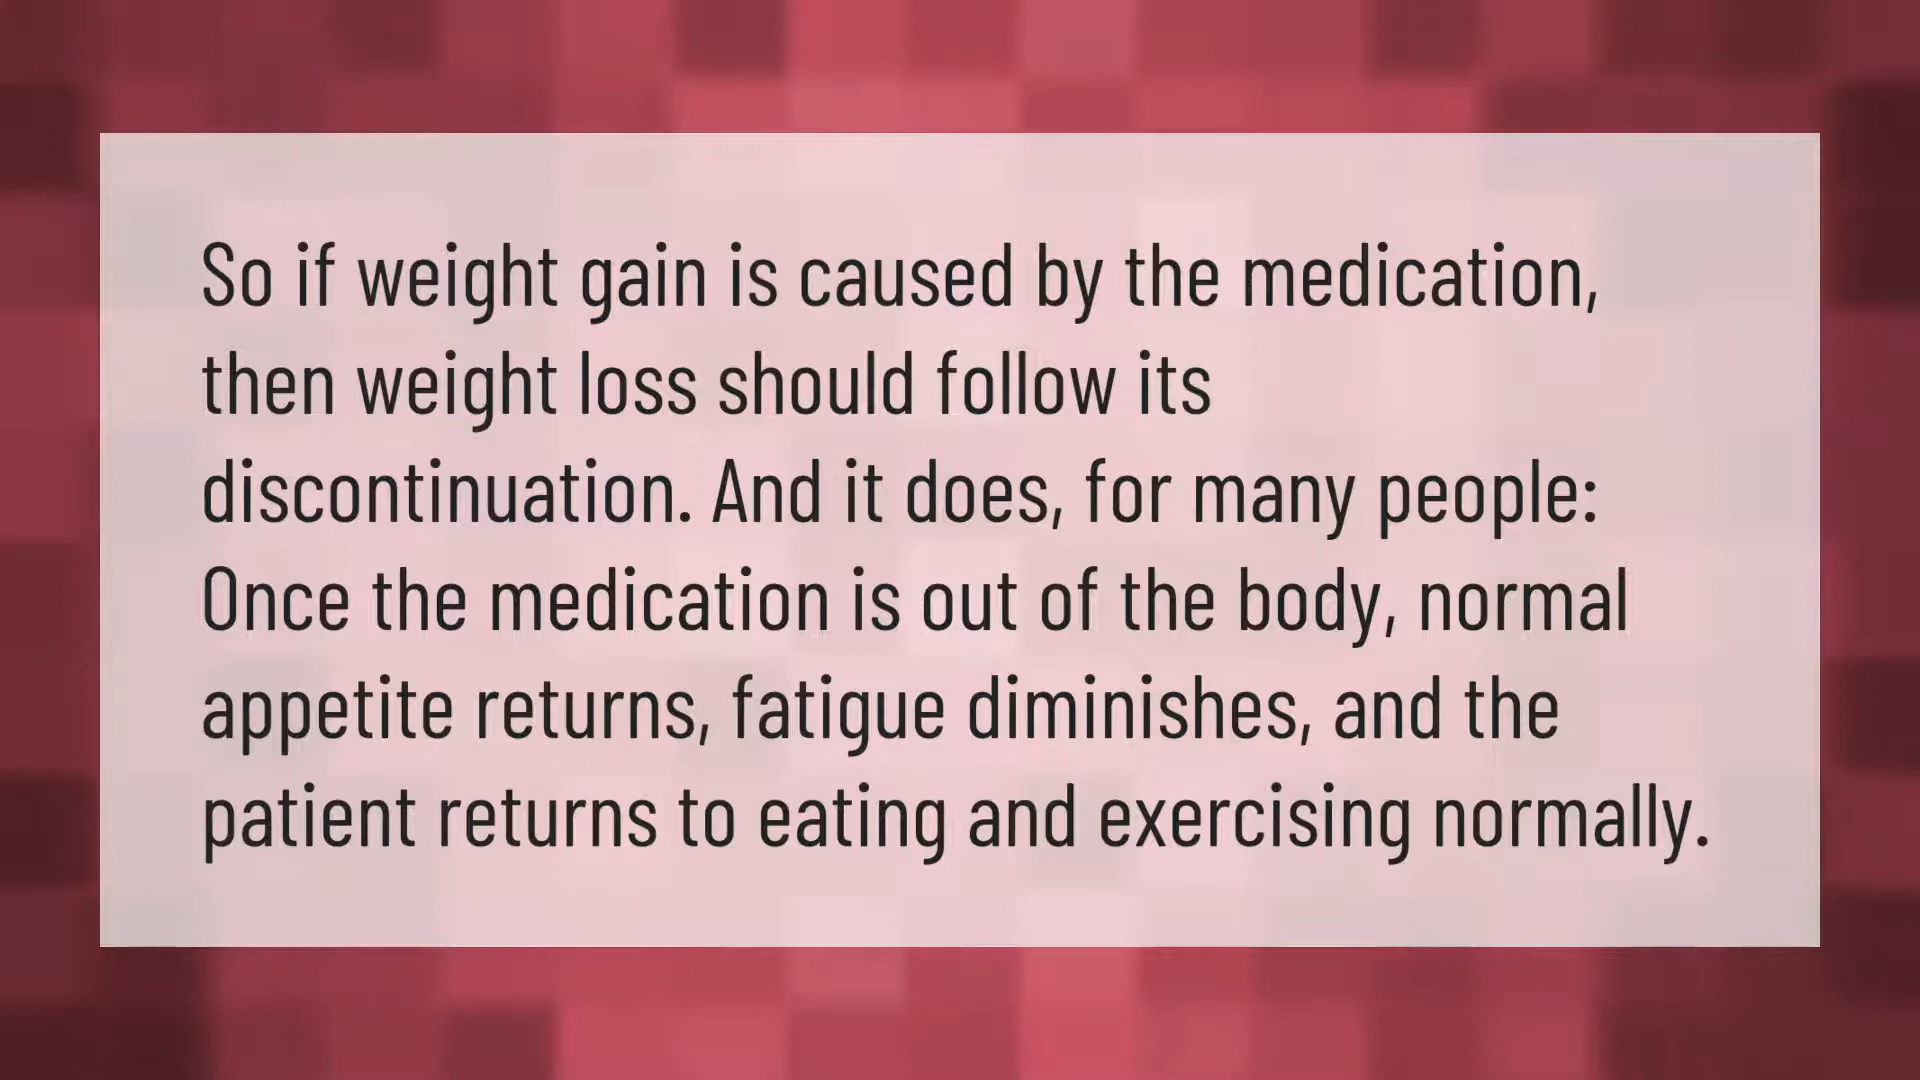 So if weight gain is caused by the medication,
then weight loss should follow its
discontinuation. And it does, for many people:
Once the medication is out of the body, normal
appetite returns, fatigue diminishes, and the
patient returns to eating and exercising normally.